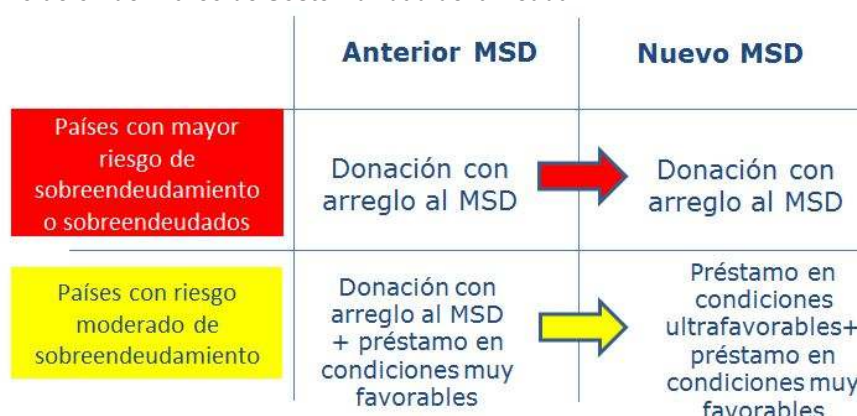 Anterior MSD
Nuevo MSD
Países con mayor
riesgo de
sobreendeudamiento
o sobreendeudados
Donación con
arreglo al MSD
Donación con
arreglo al MSD
Países con riesgo
moderado de
sobreendeudamiento
Donación con
arreglo al MSD
+ préstamo en
condiciones muy
favorables
Préstamo en
condiciones
ultrafavorables+
préstamo en
condiciones muy
favorables